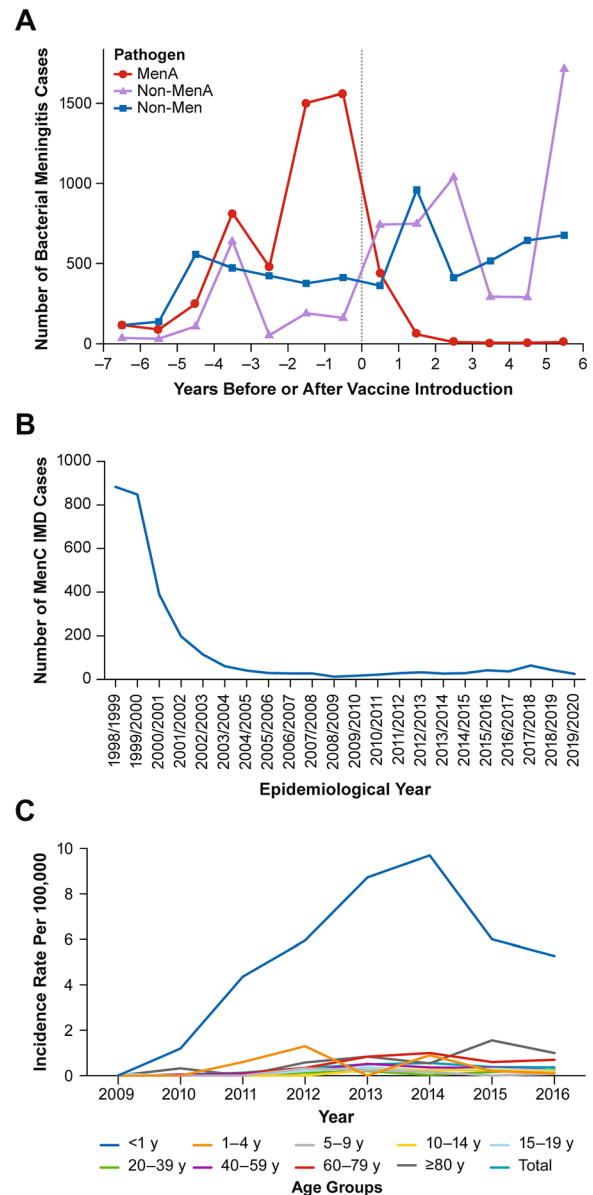 A
Pathogen
MenA
Non-MenA
Non-Men
Number of Bacterial Meningitis Cases
1500
1000
500
0
–7 –6 –5 –4 –3 –2 –1 0 1 2 3 4 5 6
Years Before or After Vaccine Introduction
B
Number of MenC IMD Cases
1000
800
600
400
200
0
1998/1999
1999/2000
2000/2001
2001/2002
2002/2003
2003/2004
2004/2005
2005/2006
2006/2007
2007/2008
2008/2009
2009/2010
2010/2011
2011/2012
2012/2013
2013/2014
2014/2015
2015/2016
2016/2017
2017/2018
2018/2019
2019/2020
Epidemiological Year
C
Incidence Rate Per 100,000
10
8
6
4
2
0
2009 2010 2011 2012 2013 2014 2015 2016
Year
<1 y 1–4 y 5–9 y 10–14 y 15–19 y
20–39 y 40–59 y 60–79 y ≥80 y Total
Age Groups